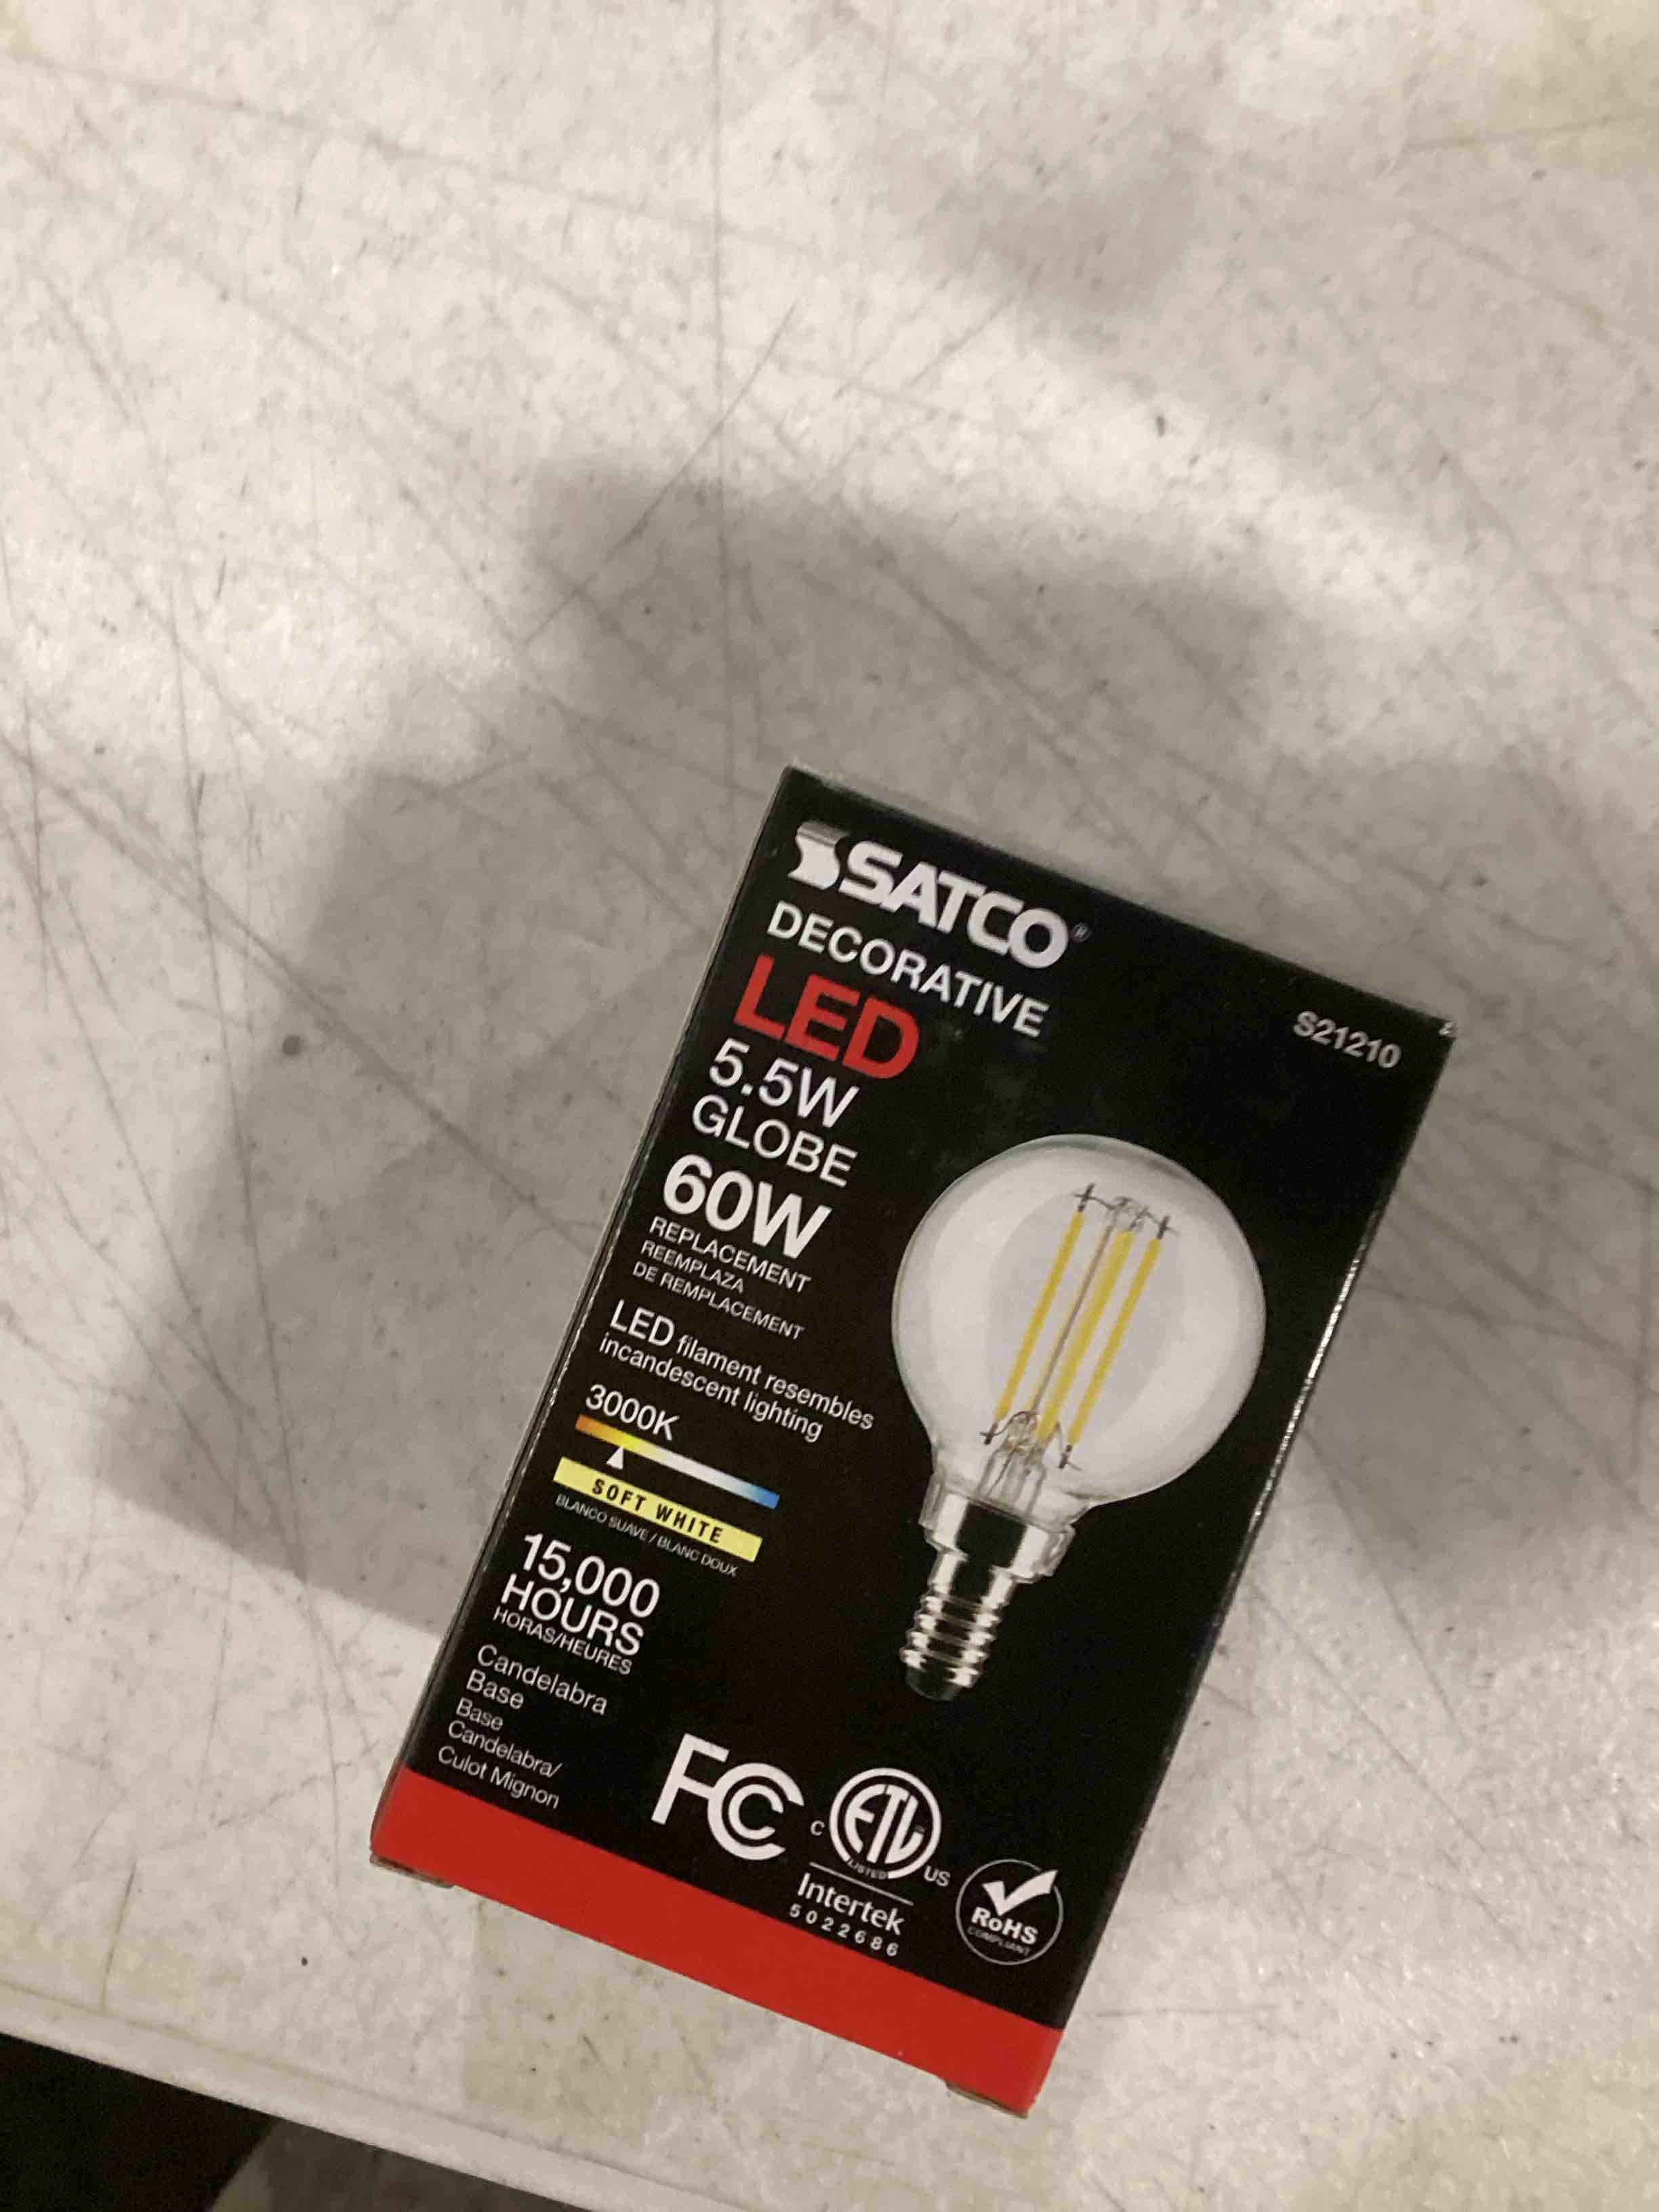 SATCO®
DECORATIVE
LED
S21210
5.5W
GLOBE
60W
REPLACEMENT
REEMPLAZA
DE REMPLACEMENT
LED filament resembles
incandescent lighting
3000K
SOFT WHITE
BLANCO SUAVE / BLANC DOUX
15,000
HOURS
HORAS/HEURES
Candelabra
Base
Base
Candelabra/
Culot Mignon
FC
C ETL US
LISTED
Intertek
5022686
RoHS
COMPLIANT